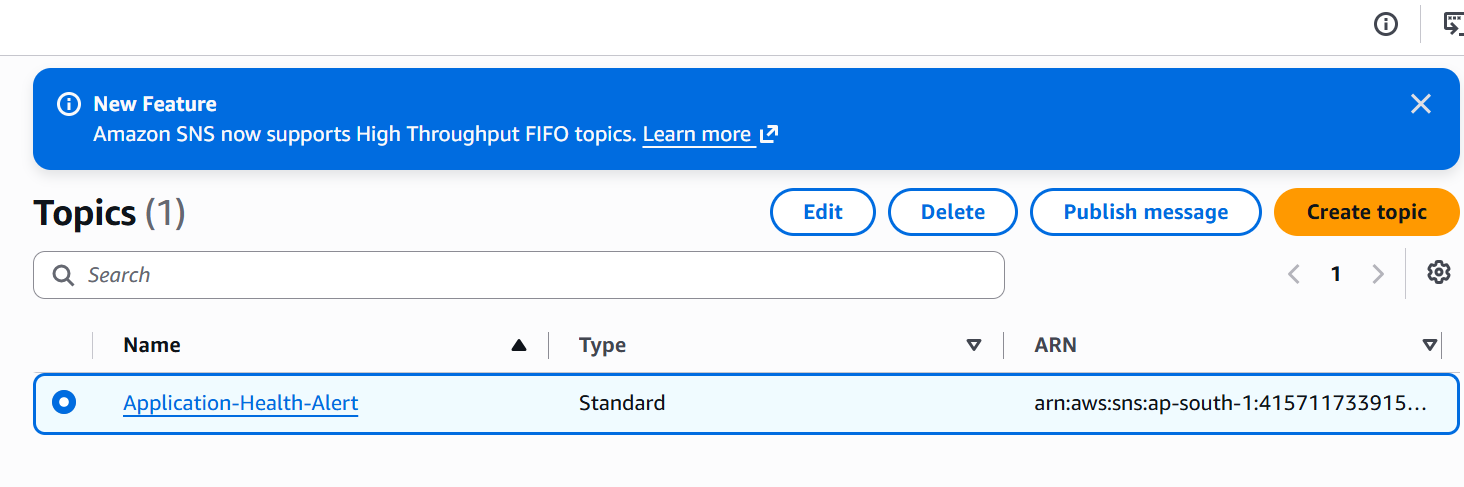 New Feature
Amazon SNS now supports High Throughput FIFO topics. Learn more
Topics (1)
Edit
Delete
Publish message
Create topic
Search
1
Name
Type
ARN
Application-Health-Alert
Standard
arn:aws:sns:ap-south-1:415711733915...